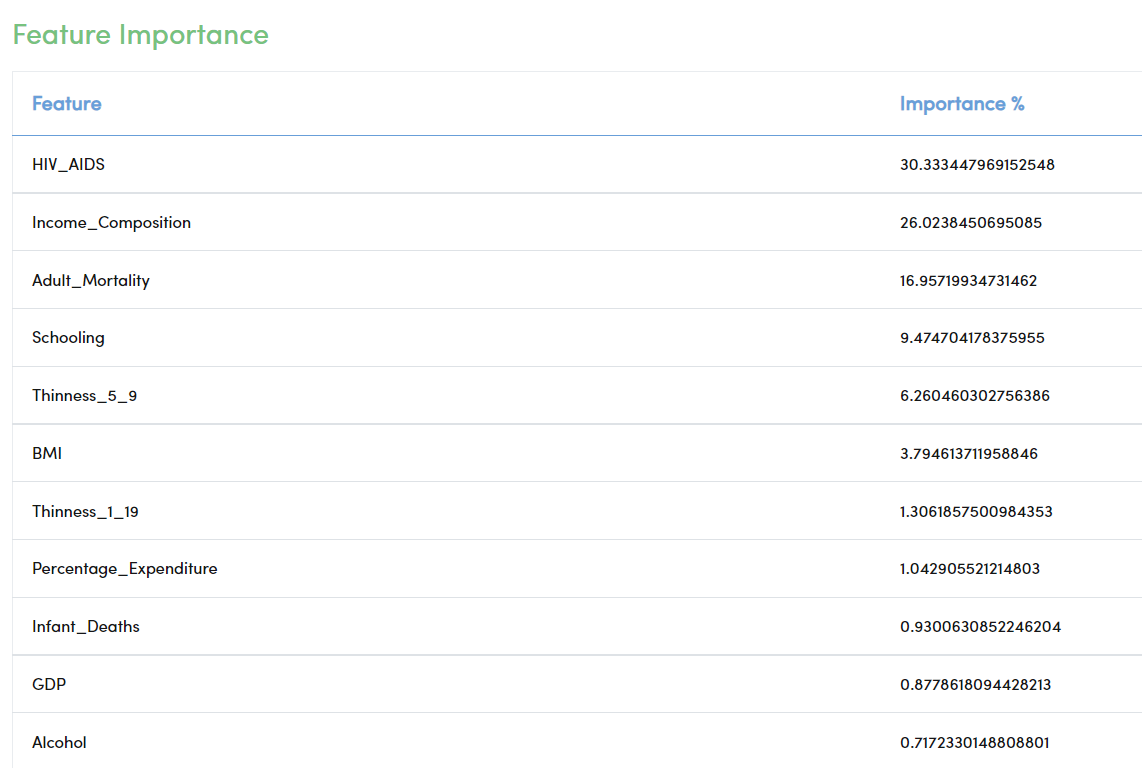 Feature Importance
Feature Importance %
HIV_AIDS 30.333447969152548
Income_Composition 26.0238450695085
Adult_Mortality 16.95719934731462
Schooling 9.474704178375955
Thinness_5_9 6.260460302756386
BMI 3.794613711958846
Thinness_1_19 1.3061857500984353
Percentage_Expenditure 1.042905521214803
Infant_Deaths 0.9300630852246204
GDP 0.8778618094428213
Alcohol 0.7172330148808801